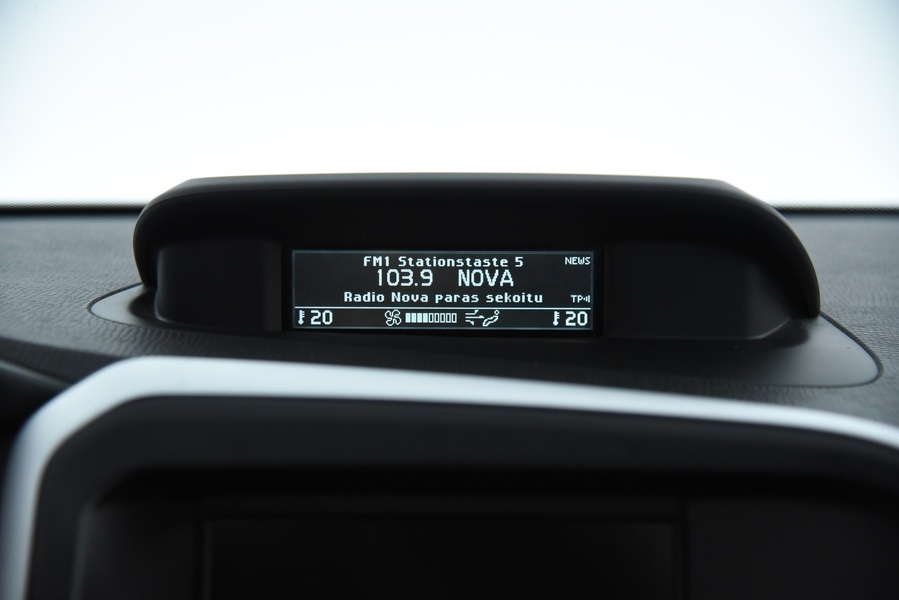 FM1 Stationstaste 5 NEWS
103.9 NOVA
Radio Nova paras sekoitu TP
20 20